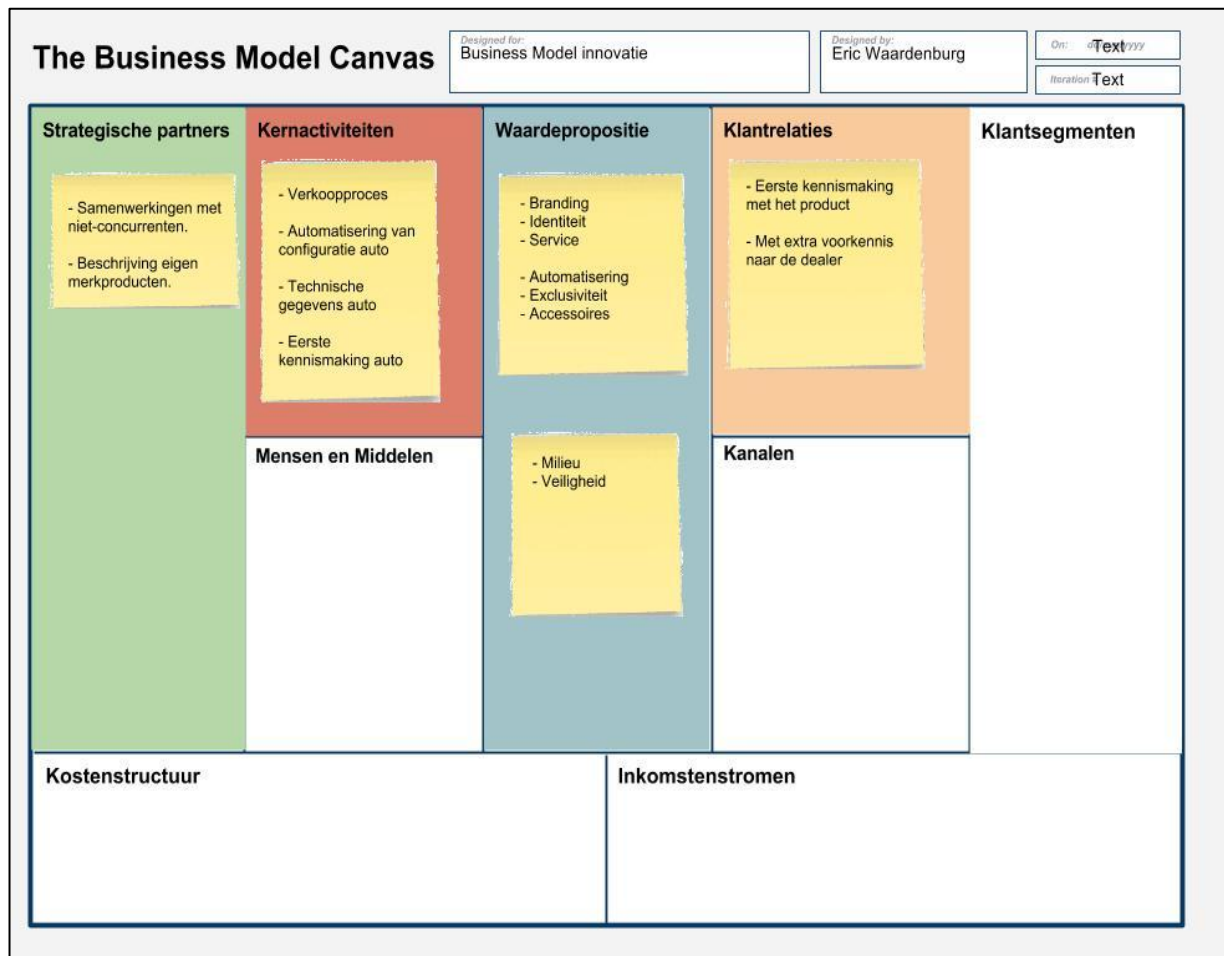 The Business Model Canvas
Designed for:
Business Model innovatie
Designed by:
Eric Waardenburg
On:
Text
Iteration
Text
Strategische partners
- Samenwerkingen met
niet-concurrenten.
- Beschrijving eigen
merkproducten.
Kernactiviteiten
- Verkoopproces
- Automatisering van
configuratie auto
- Technische
gegevens auto
- Eerste
kennismaking auto
Mensen en Middelen
Waardepropositie
- Branding
- Identiteit
- Service
- Automatisering
- Exclusiviteit
- Accessoires
- Milieu
- Veiligheid
Klantrelaties
- Eerste kennismaking
met het product
- Met extra voorkennis
naar de dealer
Kanalen
Klantsegmenten
Kostenstructuur
Inkomstenstromen